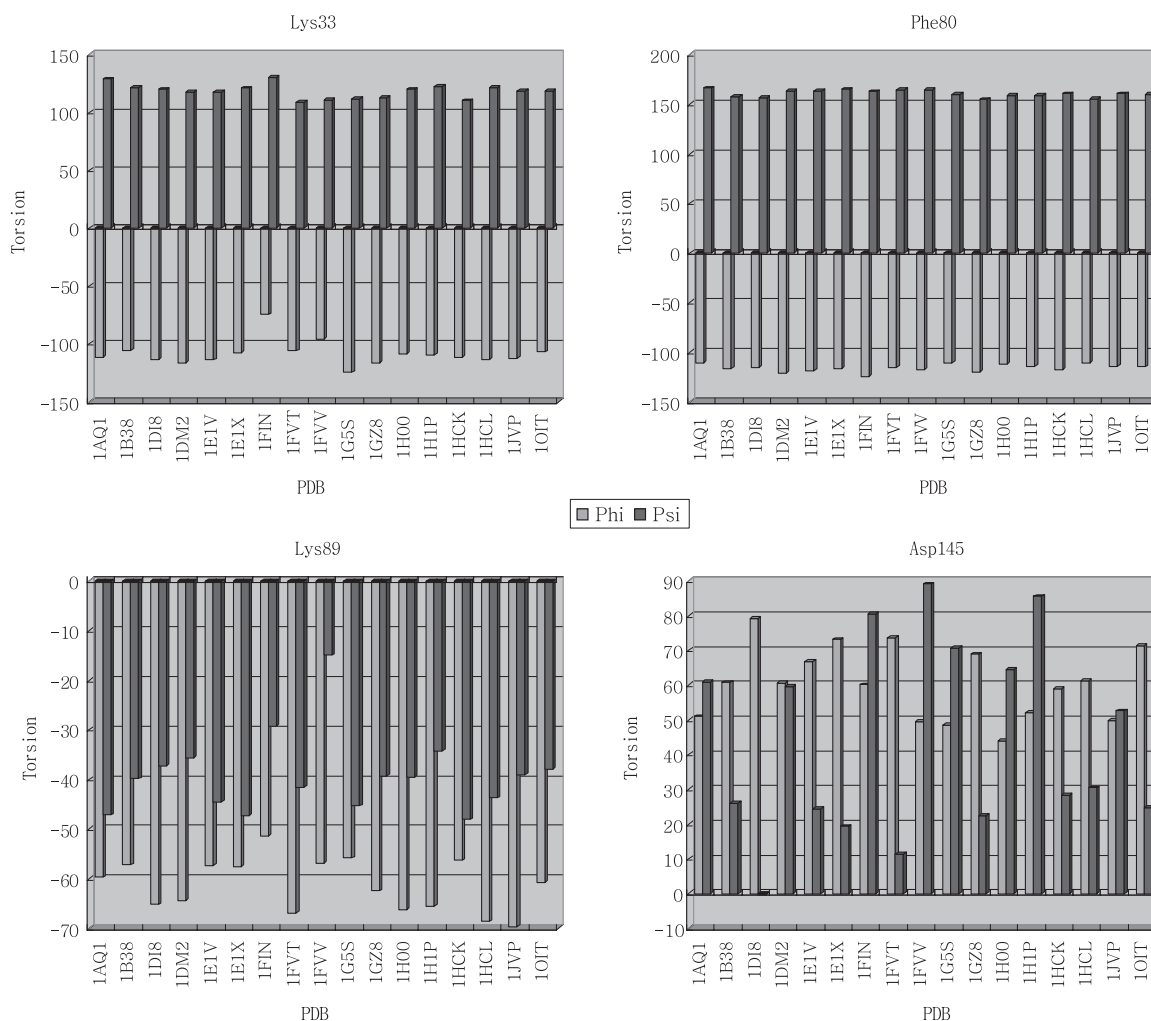 Lys33
150
100
50
0
-50
-100
-150
Torsion
1AQ1 1B38 1DI8 1DM2 1E1V 1E1X 1FIN 1FVT 1FVV 1G5S 1GZ8 1H00 1H1P 1HCK 1HCL 1JVP 1OIT
PDB
Phe80
200
150
100
50
0
-50
-100
-150
Torsion
1AQ1 1B38 1DI8 1DM2 1E1V 1E1X 1FIN 1FVT 1FVV 1G5S 1GZ8 1H00 1H1P 1HCK 1HCL 1JVP 1OIT
PDB
Phi Psi
Lys89
0
-10
-20
-30
-40
-50
-60
-70
Torsion
1AQ1 1B38 1DI8 1DM2 1E1V 1E1X 1FIN 1FVT 1FVV 1G5S 1GZ8 1H00 1H1P 1HCK 1HCL 1JVP 1OIT
PDB
Asp145
90
80
70
60
50
40
30
20
10
0
-10
Torsion
1AQ1 1B38 1DI8 1DM2 1E1V 1E1X 1FIN 1FVT 1FVV 1G5S 1GZ8 1H00 1H1P 1HCK 1HCL 1JVP 1OIT
PDB